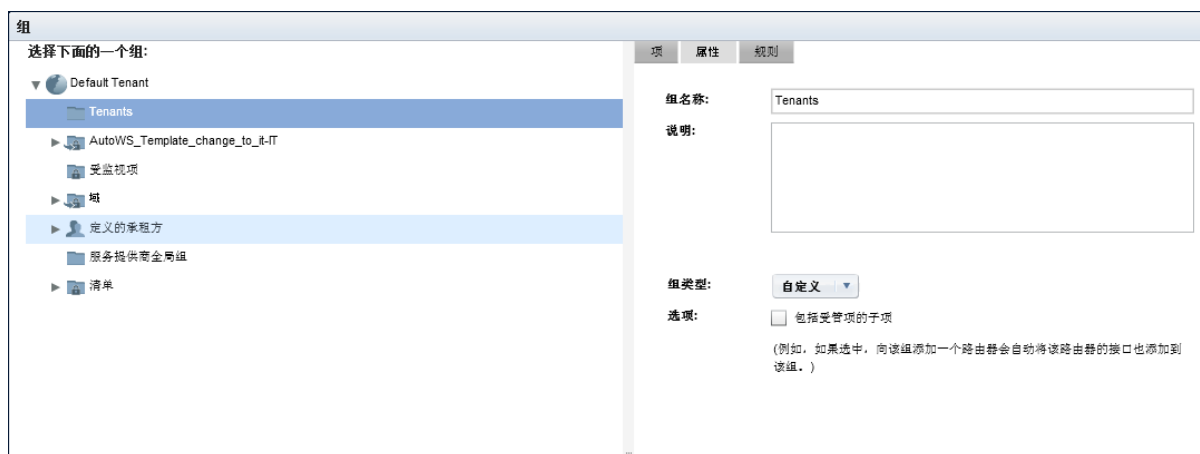 组
选择下面的一个组:
Default Tenant
Tenants
AutoWS_Template_change_to_it-IT
受监视项
域
定义的承租方
服务提供商全局组
清单
项 属性 规则
组名称: Tenants
说明:
组类型: 自定义
选项: 包括受管项的子项
(例如，如果选中，向该组添加一个路由器会自动将该路由器的接口也添加到
该组。)